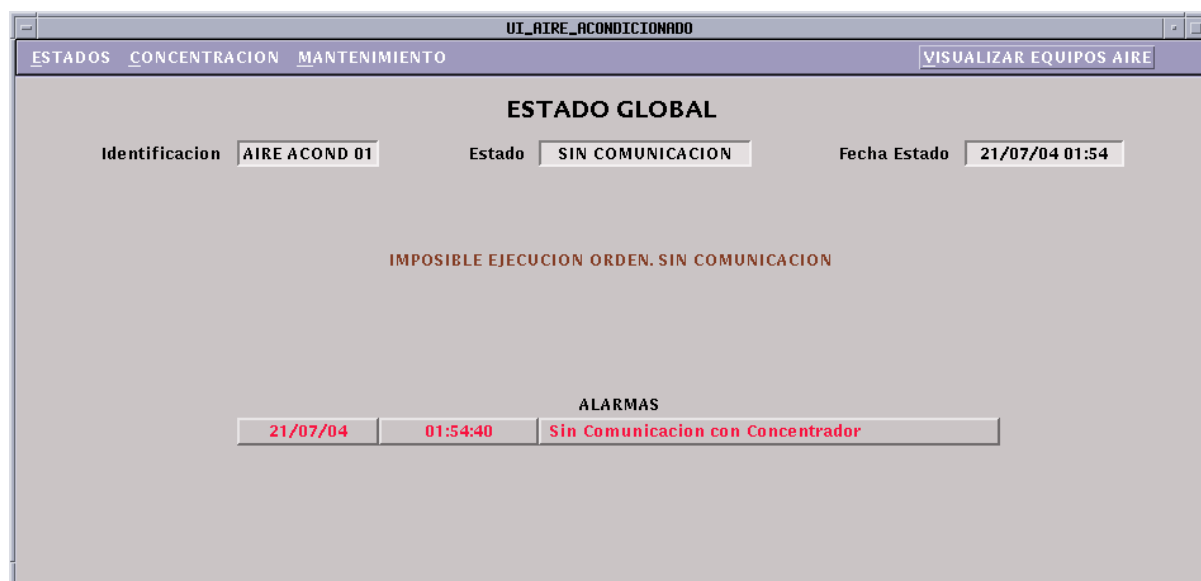 UI_AIRE_ACONDICIONADO
ESTADOS CONCENTRACION MANTENIMIENTO VISUALIZAR EQUIPOS AIRE
ESTADO GLOBAL
Identificacion AIRE ACOND 01 Estado SIN COMUNICACION Fecha Estado 21/07/04 01:54
IMPOSIBLE EJECUCION ORDEN. SIN COMUNICACION
ALARMAS
21/07/04 01:54:40 Sin Comunicacion con Concentrador